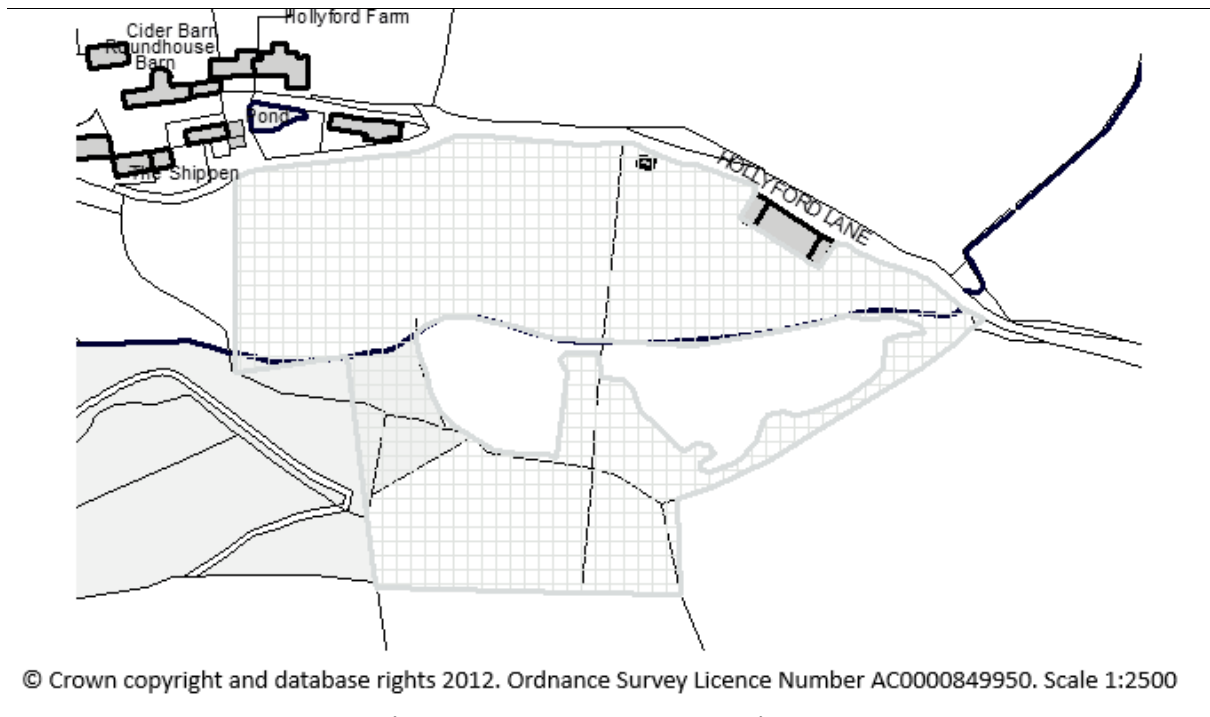 Hollyford Farm
Cider Barn
Roundhouse
Barn
Pond
The Shippen
HOLLYFORD LANE
© Crown copyright and database rights 2012. Ordnance Survey Licence Number AC0000849950. Scale 1:2500